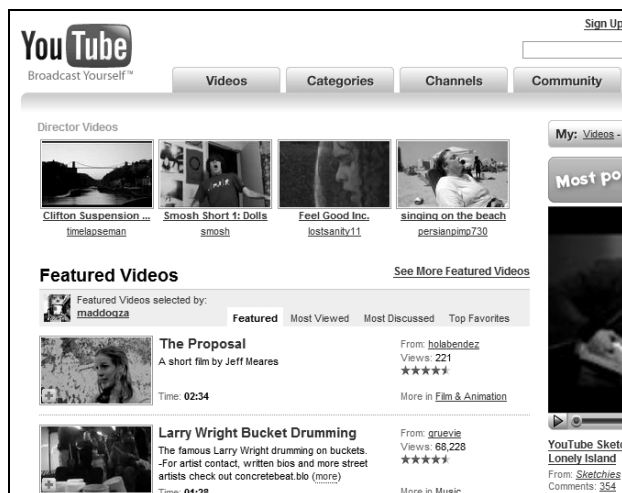 Sign Up
YouTube
Broadcast Yourself™
Videos
Categories
Channels
Community
Director Videos
My: Videos -
Most po
Clifton Suspension ...
timelapseman
Smosh Short 1: Dolls
smosh
Feel Good Inc.
lostsanity11
singing on the beach
persianpimp730
Featured Videos
See More Featured Videos
Featured Videos selected by:
maddogza
Featured
Most Viewed
Most Discussed
Top Favorites
The Proposal
A short film by Jeff Meares
Time: 02:34
From: holabendez
Views: 221
More in Film & Animation
Larry Wright Bucket Drumming
The famous Larry Wright drumming on buckets.
-For artist contact, written bios and more street
artists check out concretebeat.blo (more)
Time: 01:28
From: gruevie
Views: 68,228
More in Music
YouTube Sket
Lonely Island
From: Sketchies
Comments: 354